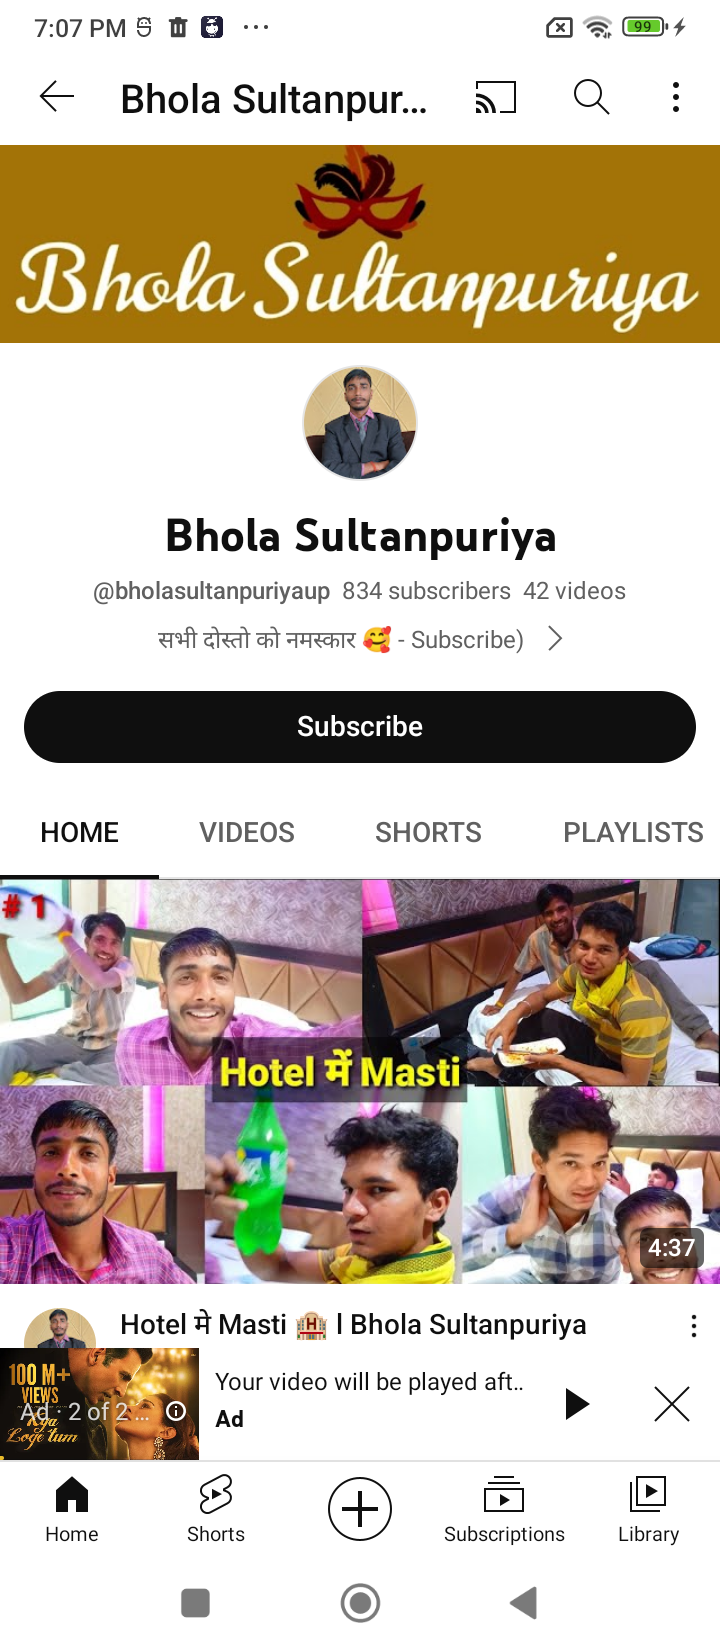 7:07 PM
99
Bhola Sultanpur...
Bhola Sultanpuriya
Bhola Sultanpuriya
@bholasultanpuriyaup 834 subscribers 42 videos
सभी दोस्तो को नमस्कार 🥰 - Subscribe)
Subscribe
HOME VIDEOS SHORTS PLAYLISTS
# 1
Hotel में Masti
4:37
Hotel मे Masti 🏩 l Bhola Sultanpuriya
100 M+
VIEWS
Ad · 2 of 2 ...
Kya
Loge tum
Your video will be played aft..
Ad
Home Shorts Subscriptions Library